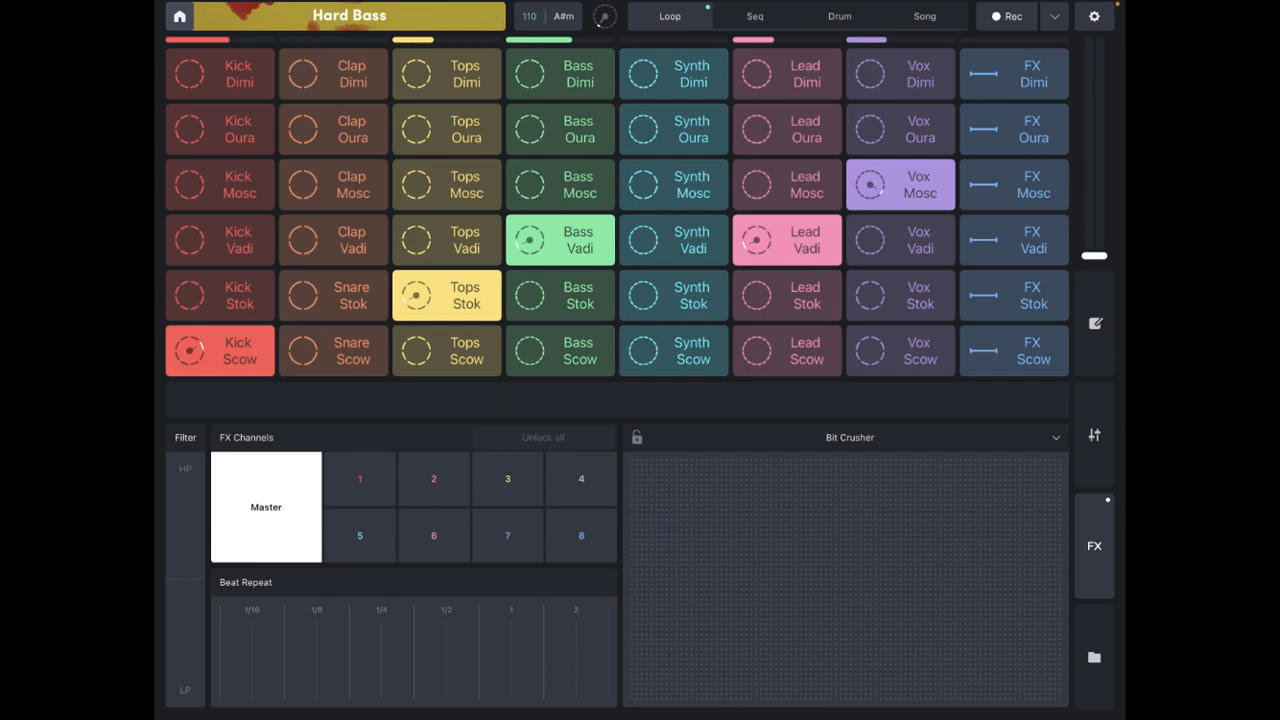 Hard Bass
110
A#m
Loop
Seq
Drum
Song
Rec
Kick Dimi
Clap Dimi
Tops Dimi
Bass Dimi
Synth Dimi
Lead Dimi
Vox Dimi
FX Dimi
Kick Oura
Clap Oura
Tops Oura
Bass Oura
Synth Oura
Lead Oura
Vox Oura
FX Oura
Kick Mosc
Clap Mosc
Tops Mosc
Bass Mosc
Synth Mosc
Lead Mosc
Vox Mosc
FX Mosc
Kick Vadi
Clap Vadi
Tops Vadi
Bass Vadi
Synth Vadi
Lead Vadi
Vox Vadi
FX Vadi
Kick Stok
Snare Stok
Tops Stok
Bass Stok
Synth Stok
Lead Stok
Vox Stok
FX Stok
Kick Scow
Snare Scow
Tops Scow
Bass Scow
Synth Scow
Lead Scow
Vox Scow
FX Scow
Filter
FX Channels
Unlock all
Bit Crusher
HP
Master
1
2
3
4
5
6
7
8
FX
Beat Repeat
1/16
1/8
1/4
1/2
1
2
LP